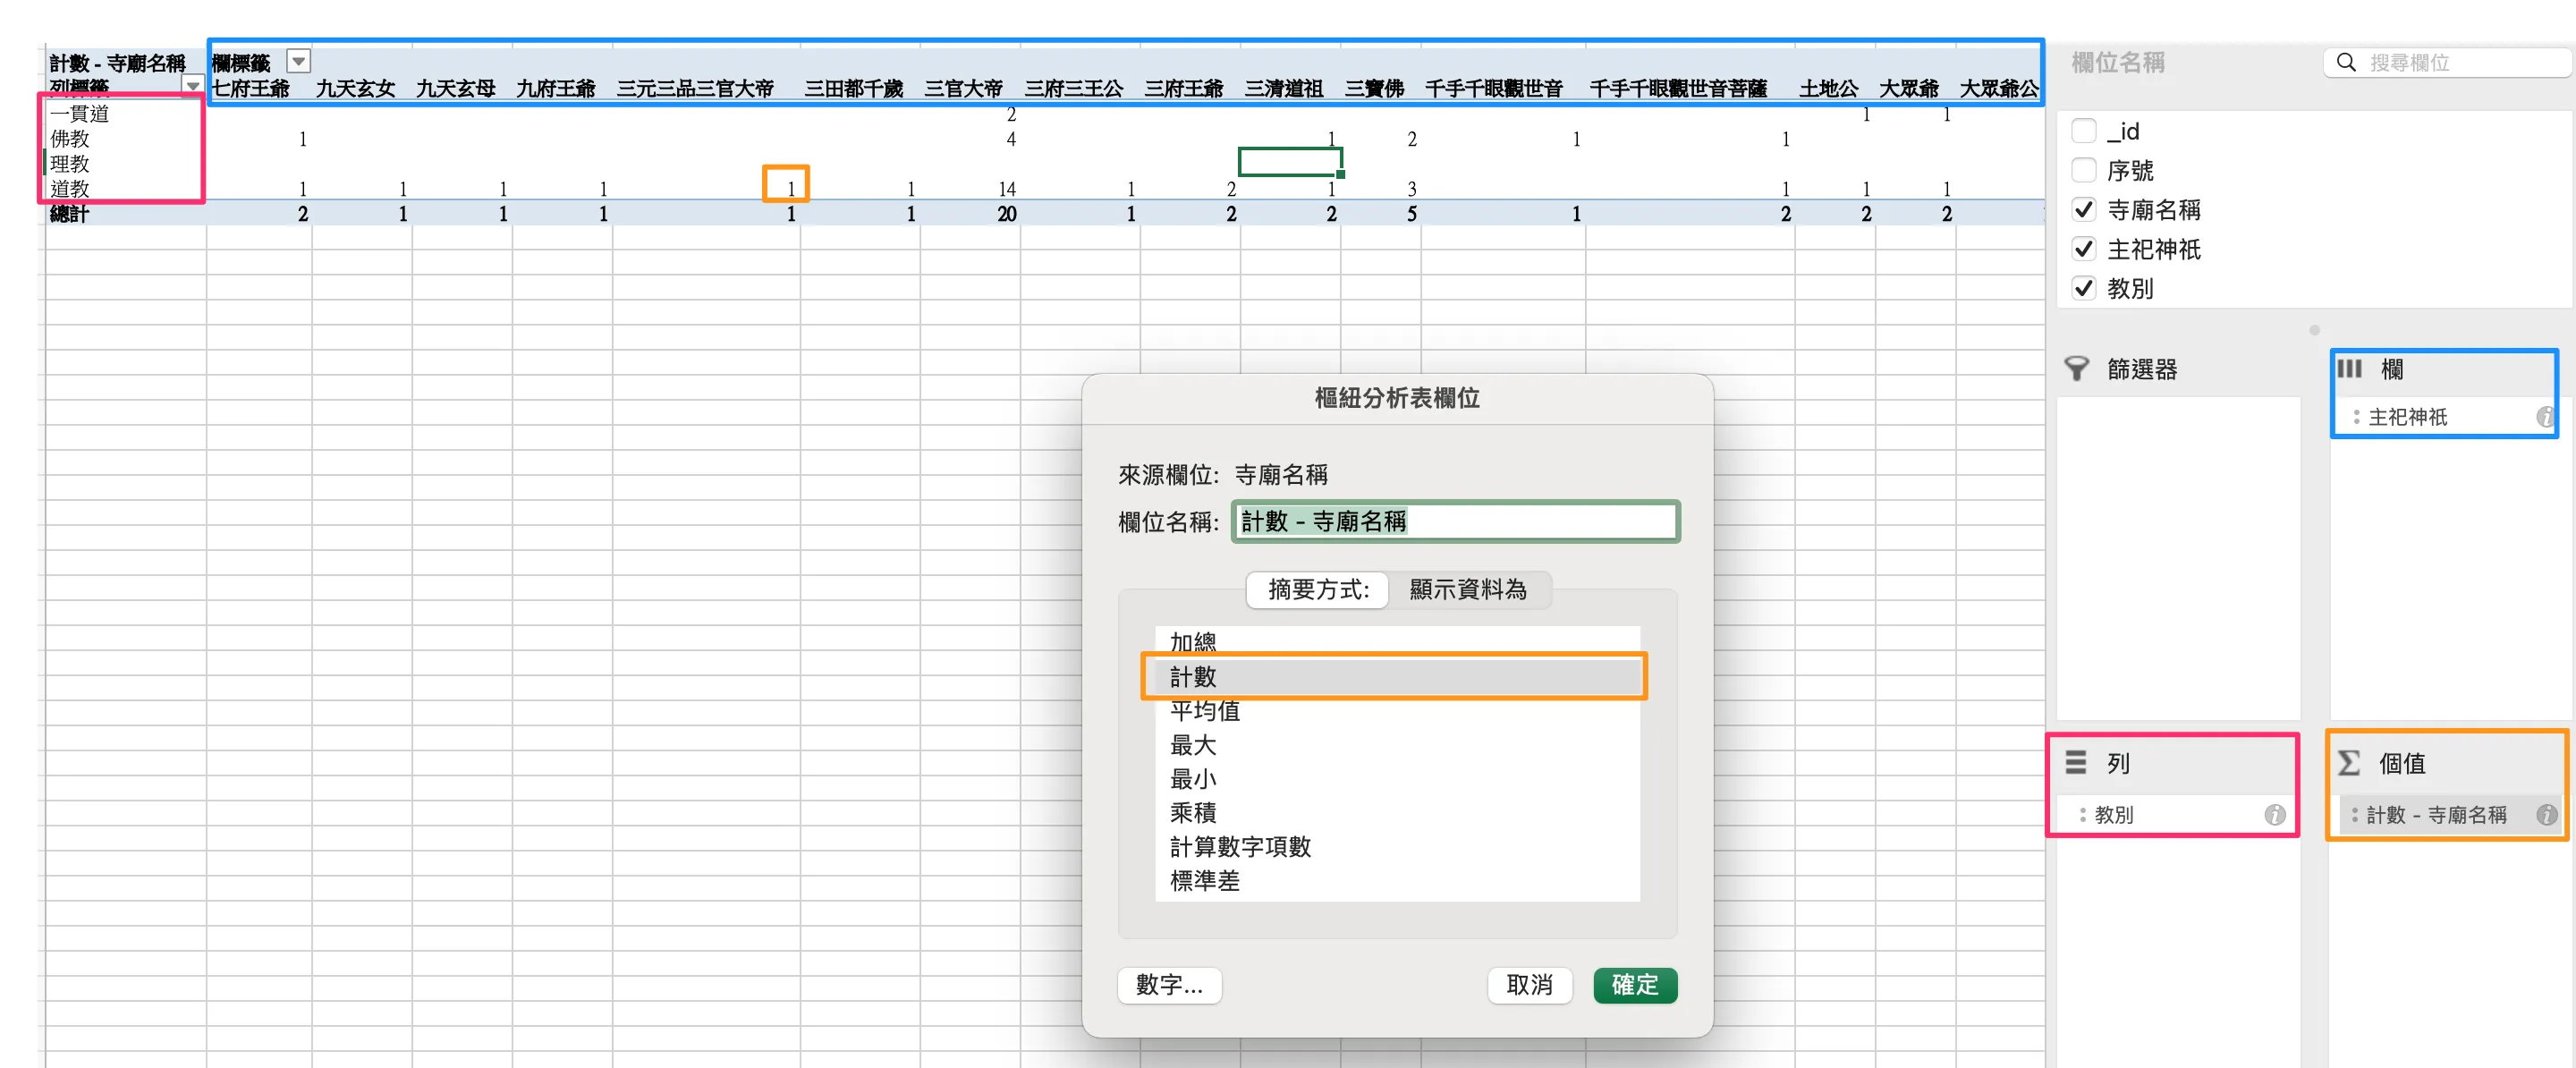 計數 - 寺廟名稱 欄標籤
列標籤 七府王爺 九天玄女 九天玄母 九府王爺 三元三品三官大帝 三田都千歲 三官大帝 三府三王公 三府王爺 三清道祖 三寶佛 千手千眼觀世音 千手千眼觀世音菩薩 土地公 大眾爺 大眾爺公
一貫道 2 1 1
佛教 1 4 1 2 1 1
理教
道教 1 1 1 1 1 1 14 1 2 1 3 1 1 1
總計 2 1 1 1 1 1 20 1 2 2 5 1 2 2 2
欄位名稱 搜尋欄位
_id
序號
寺廟名稱
主祀神祇
教別
篩選器 欄
主祀神祇
列 個值
教別 計數 - 寺廟名稱
樞紐分析表欄位
來源欄位: 寺廟名稱
欄位名稱: 計數 - 寺廟名稱
摘要方式: 顯示資料為
加總
計數
平均值
最大
最小
乘積
計算數字項數
標準差
數字... 取消 確定